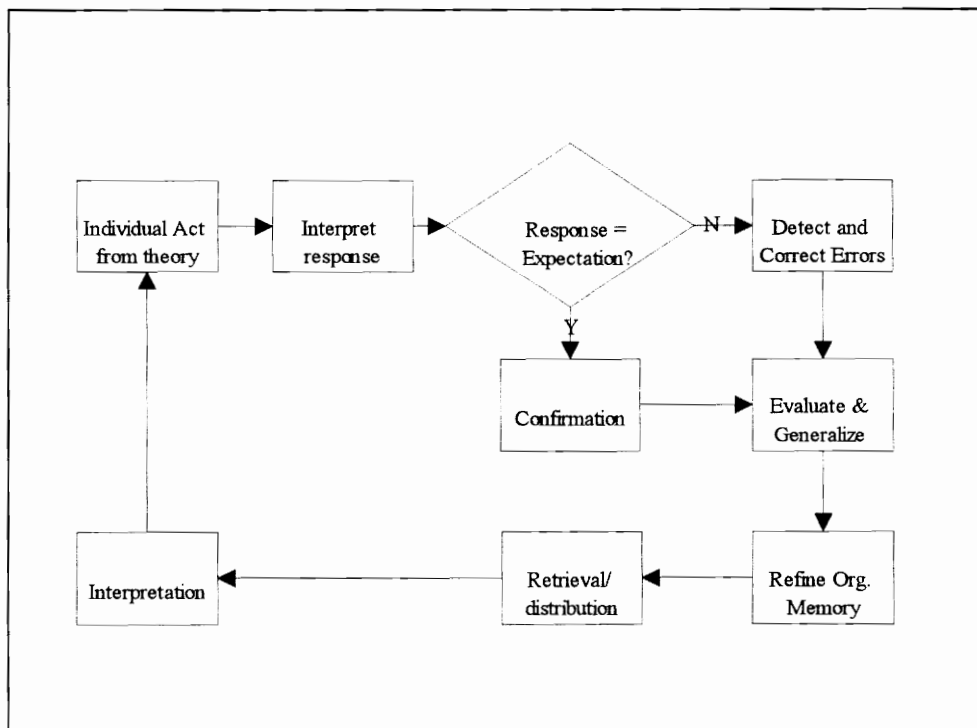 Individual Act
from theory
Interpret
response
Response =
Expectation?
N
Detect and
Correct Errors
Y
Confirmation
Evaluate &
Generalize
Interpretation
Retrieval/
distribution
Refine Org.
Memory